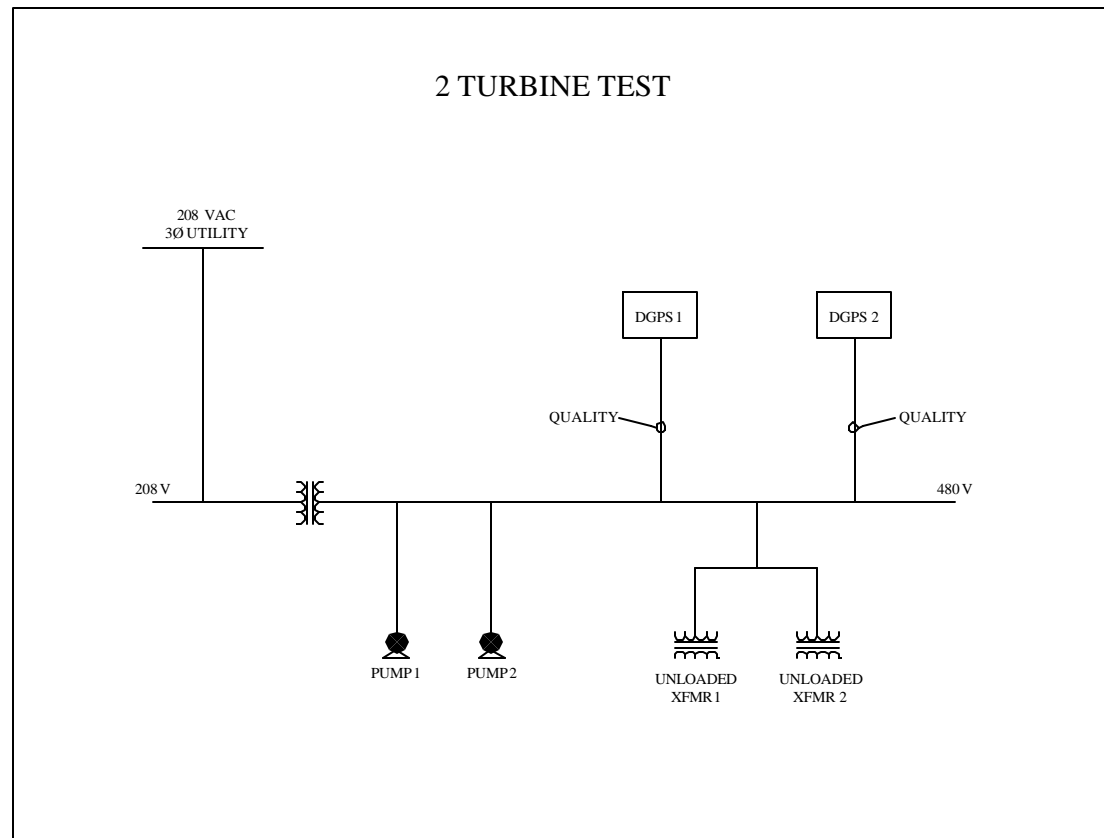 2 TURBINE TEST
208 VAC
3Ø UTILITY
DGPS 1
DGPS 2
QUALITY
QUALITY
208 V
480 V
PUMP 1
PUMP 2
UNLOADED
XFMR 1
UNLOADED
XFMR 2